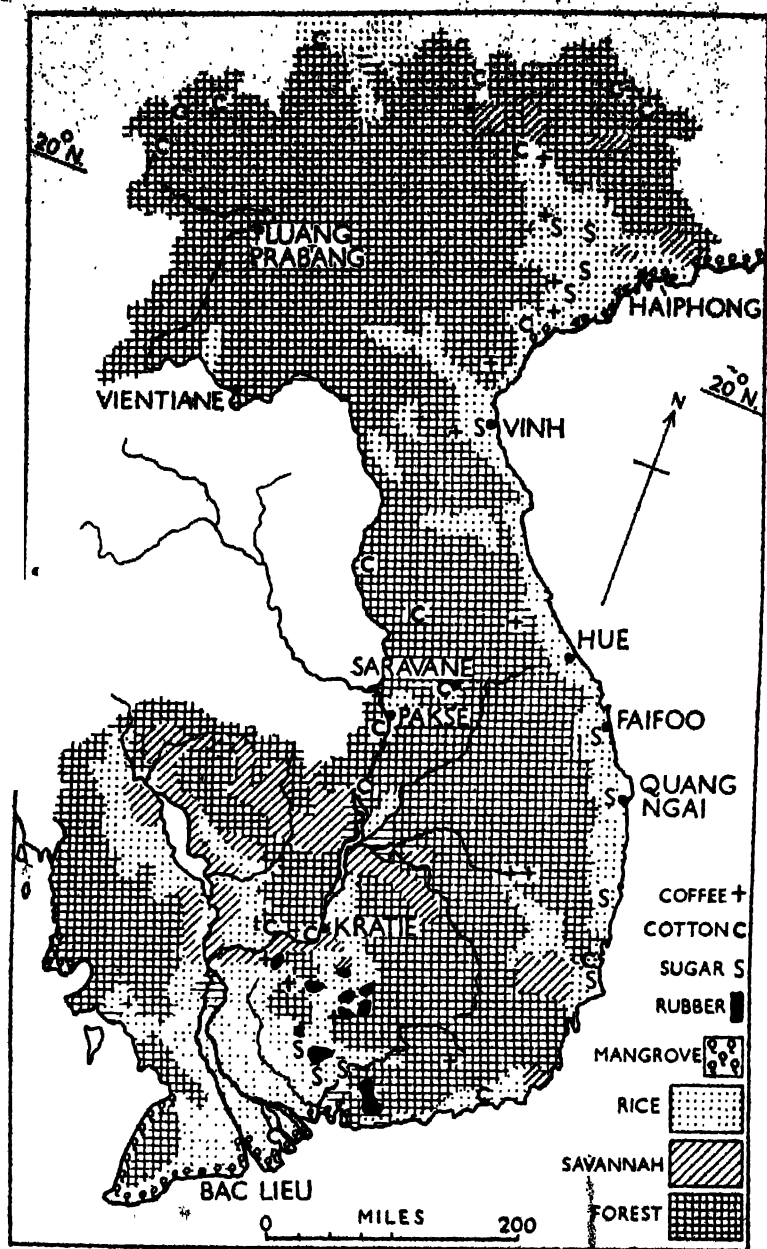 20°N.
LUANG
PRABANG
HAIPHONG
VIENTIANE
20°N.
N
S VINH
C
C
HUE
SARAVANE
C
PAKSE
C
FAIFOO
S
C
QUANG
NGAI
S
S
COFFEE +
C
C
KRATIE
COTTON C
SUGAR S
S
RUBBER
MANGROVE
S
S
S
RICE
C
SAVANNAH
BAC LIEU
FOREST
MILES
0 200